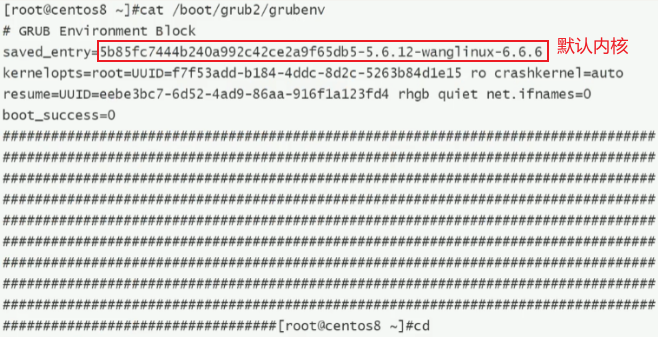 [root@centos8 ~]#cat /boot/grub2/grubenv
# GRUB Environment Block
saved_entry=5b85fc7444b240a992c42ce2a9f65db5-5.6.12-wanglinux-6.6.6 默认内核
kernelopts=root=UUID=f7f53add-b184-4ddc-8d2c-5263b84d1e15 ro crashkernel=auto
resume=UUID=eebe3bc7-6d52-4ad9-86aa-916f1a123fd4 rhgb quiet net.ifnames=0
boot_success=0
################################################################################
################################################################################
################################################################################
################################################################################
################################################################################
################################################################################
################################################################################
################################################################################
################################################################################
##################################[root@centos8 ~]#cd